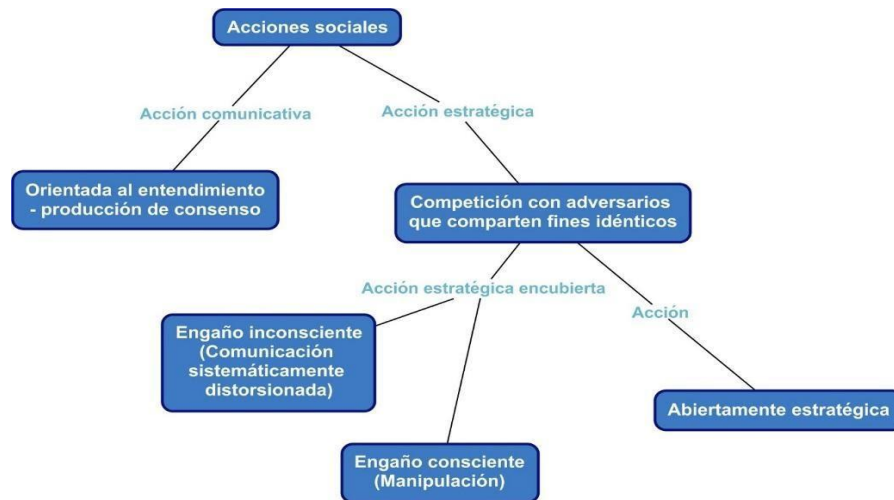 Acciones sociales
Acción comunicativa
Acción estratégica
Orientada al entendimiento
- producción de consenso
Competición con adversarios
que comparten fines idénticos
Acción estratégica encubierta
Acción
Engaño inconsciente
(Comunicación
sistemáticamente
distorsionada)
Abiertamente estratégica
Engaño consciente
(Manipulación)